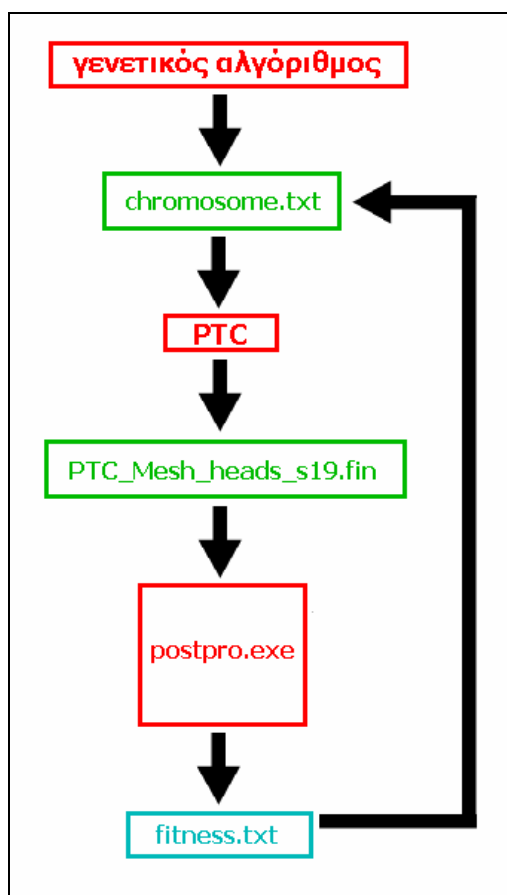 γενετικός αλγόριθμος
chromosome.txt
PTC
PTC_Mesh_heads_s19.fin
postpro.exe
fitness.txt